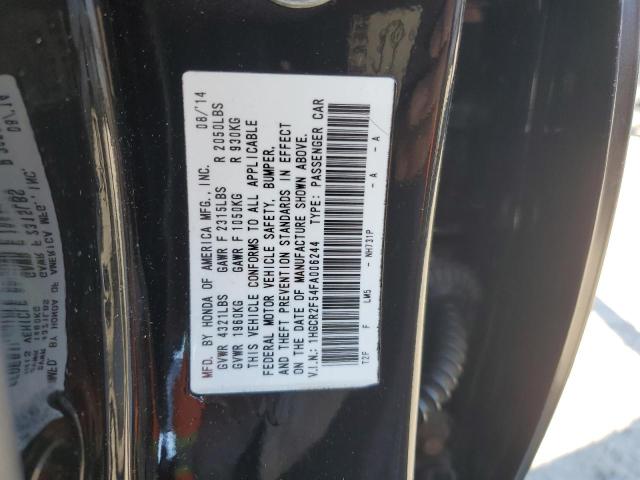 MFD. BY HONDA OF AMERICA MFG., INC. 08/'14
GVWR 4321LBS GAWR F 2315LBS R 2050LBS
GVWR 1960KG GAWR F 1050KG R 930KG
THIS VEHICLE CONFORMS TO ALL APPLICABLE
FEDERAL MOTOR VEHICLE SAFETY, BUMPER,
AND THEFT PREVENTION STANDARDS IN EFFECT
ON THE DATE OF MANUFACTURE SHOWN ABOVE.
V.I.N.: 1HGCR2F54FA006244 TYPE: PASSENGER CAR
T2F F LM5 - NH731P - A - A